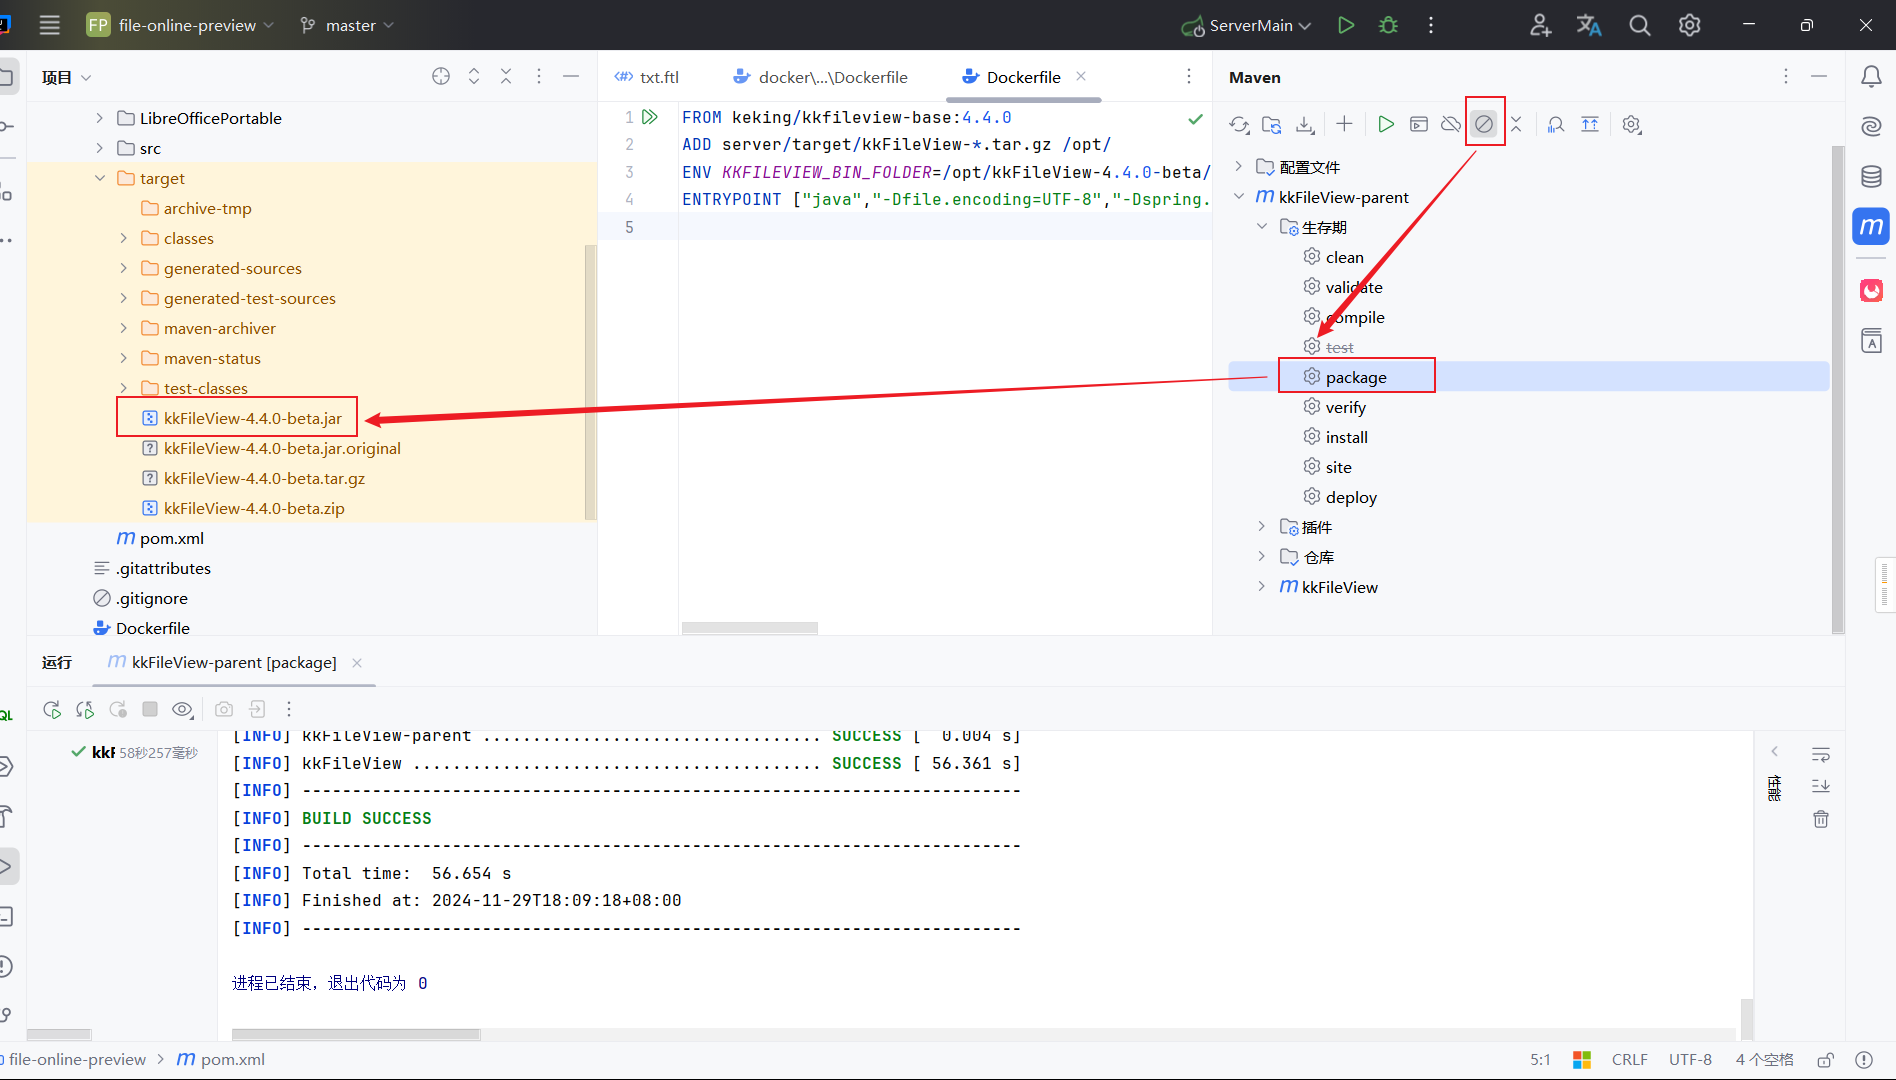 FP file-online-preview master ServerMain
项目
LibreOfficePortable
src
target
archive-tmp
classes
generated-sources
generated-test-sources
maven-archiver
maven-status
test-classes
kkFileView-4.4.0-beta.jar
kkFileView-4.4.0-beta.jar.original
kkFileView-4.4.0-beta.tar.gz
kkFileView-4.4.0-beta.zip
pom.xml
.gitattributes
.gitignore
Dockerfile
txt.ftl docker\...\Dockerfile Dockerfile
1 FROM keking/kkfileview-base:4.4.0
2 ADD server/target/kkFileView-*.tar.gz /opt/
3 ENV KKFILEVIEW_BIN_FOLDER=/opt/kkFileView-4.4.0-beta/
4 ENTRYPOINT ["java","-Dfile.encoding=UTF-8","-Dspring.
5
Maven
配置文件
kkFileView-parent
生存期
clean
validate
compile
test
package
verify
install
site
deploy
插件
仓库
kkFileView
运行 kkFileView-parent [package]
kkF 58秒257毫秒
[INFO] kkFileView-parent .................................. SUCCESS [  0.004 s]
[INFO] kkFileView ......................................... SUCCESS [ 56.361 s]
[INFO] ------------------------------------------------------------------------
[INFO] BUILD SUCCESS
[INFO] ------------------------------------------------------------------------
[INFO] Total time:  56.654 s
[INFO] Finished at: 2024-11-29T18:09:18+08:00
[INFO] ------------------------------------------------------------------------
进程已结束，退出代码为 0
性能
file-online-preview > pom.xml
5:1 CRLF UTF-8 4 个空格